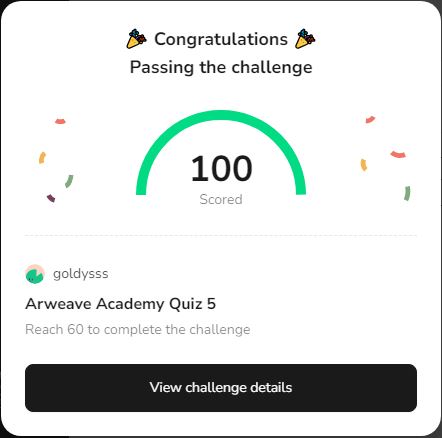 🎉 Congratulations 🎉
Passing the challenge
100
Scored
goldysss
Arweave Academy Quiz 5
Reach 60 to complete the challenge
View challenge details